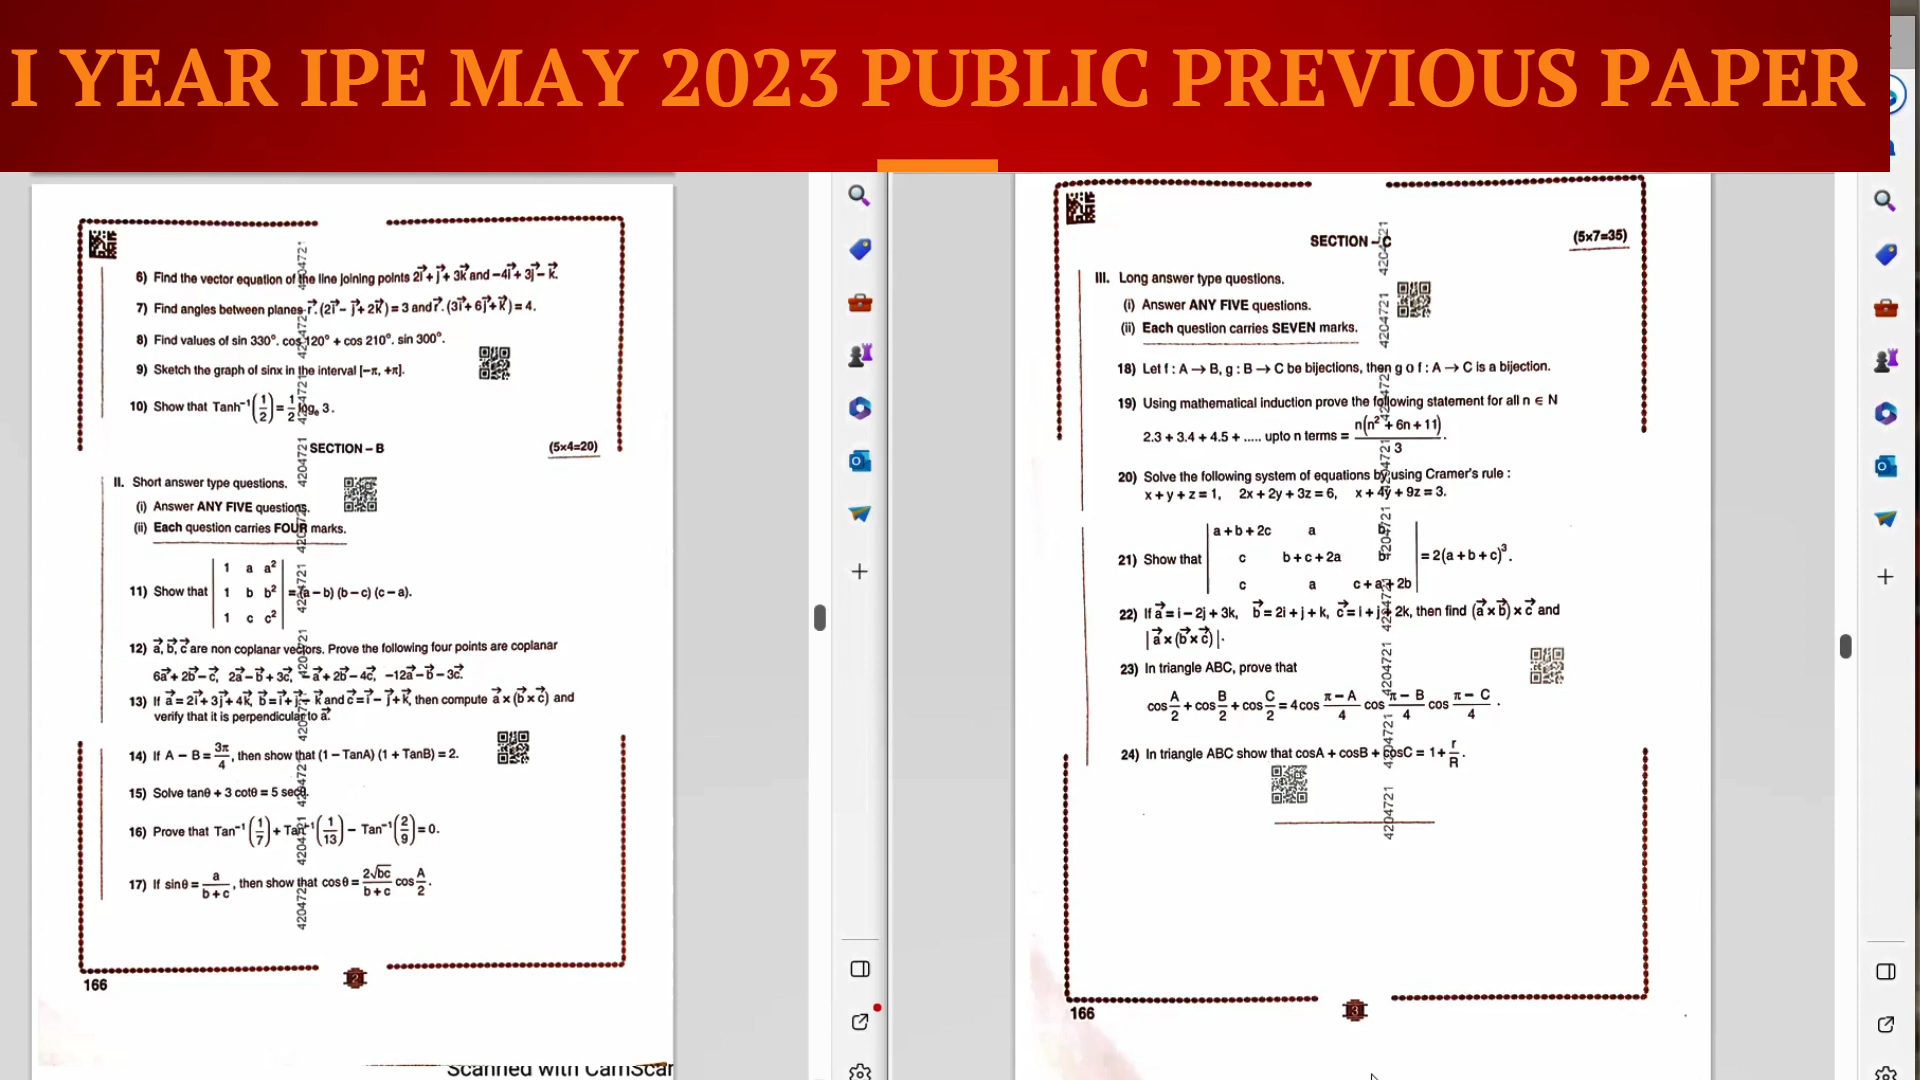 I YEAR IPE MAY 2023 PUBLIC PREVIOUS PAPER
6) Find the vector equation of the line joining points 2i⃗ + j⃗ + 3k⃗ and −4i⃗ + 3j⃗ − k⃗.
7) Find angles between planes r⃗.(2i⃗ − j⃗ + 2k⃗) = 3 and r⃗.(3i⃗ + 6j⃗ + k⃗) = 4.
8) Find values of sin 330°. cos 120° + cos 210°. sin 300°.
9) Sketch the graph of sinx in the interval [−π, +π].
10) Show that Tanh⁻¹(1/2) = 1/2 logₑ 3.
SECTION – B (5×4=20)
II. Short answer type questions.
(i) Answer ANY FIVE questions.
(ii) Each question carries FOUR marks.
11) Show that | 1 a a² |
| 1 b b² | = (a – b) (b – c) (c – a).
| 1 c c² |
12) a⃗, b⃗, c⃗ are non coplanar vectors. Prove the following four points are coplanar
6a⃗ + 2b⃗ − c⃗, 2a⃗ − b⃗ + 3c⃗, −a⃗ + 2b⃗ − 4c⃗, −12a⃗ − b⃗ − 3c⃗.
13) If a⃗ = 2i⃗ + 3j⃗ + 4k⃗, b⃗ = i⃗ + j⃗ − k⃗ and c⃗ = i⃗ − j⃗ + k⃗, then compute a⃗ × (b⃗ × c⃗) and
verify that it is perpendicular to a⃗.
14) If A − B = 3π/4, then show that (1 − TanA) (1 + TanB) = 2.
15) Solve tanθ + 3 cotθ = 5 secθ.
16) Prove that Tan⁻¹(1/7) + Tan⁻¹(1/13) − Tan⁻¹(2/9) = 0.
17) If sinθ = a/(b+c), then show that cosθ = 2√bc/(b+c) cos A/2.
166
2
Scanned with CamScar
4204721
SECTION – C (5×7=35)
III. Long answer type questions.
(i) Answer ANY FIVE questions.
(ii) Each question carries SEVEN marks.
18) Let f : A → B, g : B → C be bijections, then g o f : A → C is a bijection.
19) Using mathematical induction prove the following statement for all n ∈ N
2.3 + 3.4 + 4.5 + ..... upto n terms = n(n² + 6n + 11)/3.
20) Solve the following system of equations by using Cramer's rule :
x + y + z = 1, 2x + 2y + 3z = 6, x + 4y + 9z = 3.
21) Show that | a + b + 2c a b |
| c b + c + 2a b | = 2(a + b + c)³.
| c a c + a + 2b |
22) If a⃗ = i – 2j + 3k, b⃗ = 2i + j + k, c⃗ = i + j + 2k, then find (a⃗ × b⃗) × c⃗ and
| a⃗ × (b⃗ × c⃗) |.
23) In triangle ABC, prove that
cos A/2 + cos B/2 + cos C/2 = 4 cos (π − A)/4 cos (π − B)/4 cos (π − C)/4.
24) In triangle ABC show that cosA + cosB + cosC = 1 + r/R.
166
3
4204721